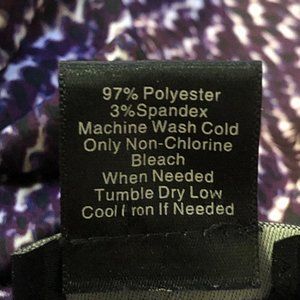 97% Polyester
3%Spandex
Machine Wash Cold
Only Non-Chlorine
Bleach
When Needed
Tumble Dry Low
Cool Iron If Needed